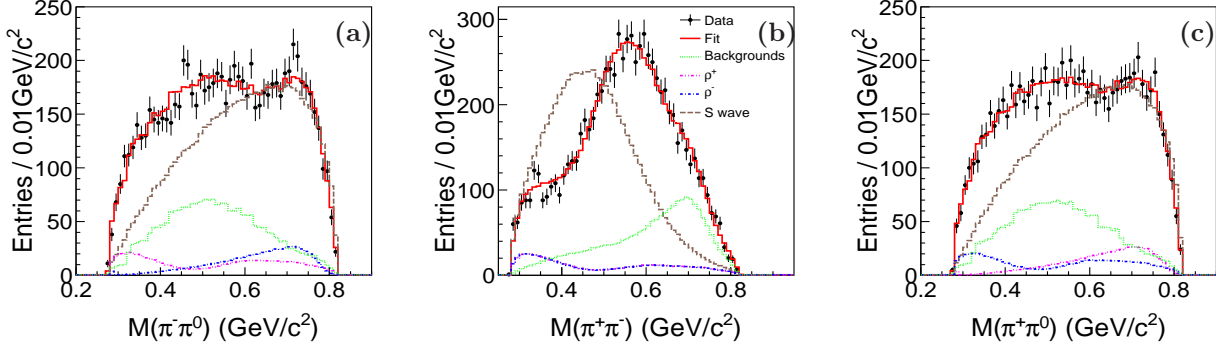 Entries / 0.01GeV/c²
250
200
150
100
50
0
0.2
0.4
0.6
0.8
M(π⁻π⁰) (GeV/c²)
(a)
Entries / 0.01GeV/c²
300
200
100
0
0.4
0.6
0.8
M(π⁺π⁻) (GeV/c²)
(b)
Data
Fit
Backgrounds
ρ⁺
ρ⁻
S wave
Entries / 0.01GeV/c²
250
200
150
100
50
0
0.2
0.4
0.6
0.8
M(π⁺π⁰) (GeV/c²)
(c)